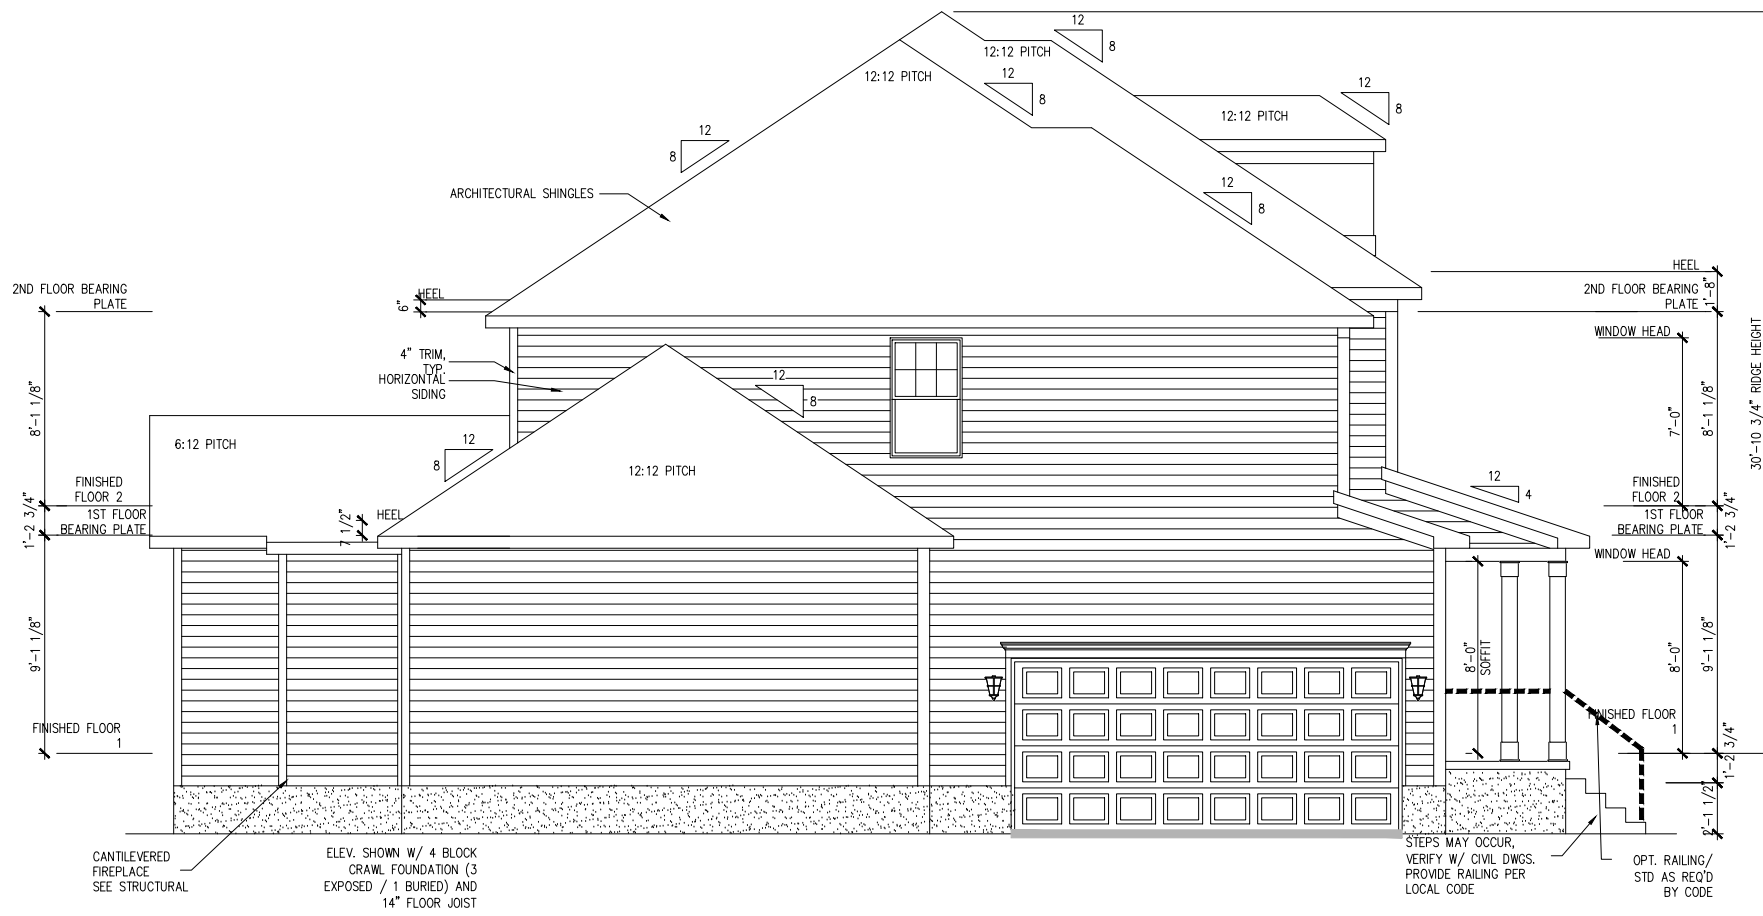 12
8
12:12 PITCH
12:12 PITCH
12
8
12
8
12:12 PITCH
12
8
ARCHITECTURAL SHINGLES
12
8
HEEL
2ND FLOOR BEARING
PLATE
6"
HEEL
2ND FLOOR BEARING
PLATE
1'-8"
WINDOW HEAD
30'-10 3/4" RIDGE HEIGHT
4" TRIM,
TYP.
HORIZONTAL
SIDING
12
8
8'-1 1/8"
7'-0"
8'-1 1/8"
6:12 PITCH
12
8
12:12 PITCH
FINISHED
FLOOR 2
1ST FLOOR
BEARING PLATE
1'-2 3/4"
HEEL
7 1/2"
12
4
FINISHED
FLOOR 2
1ST FLOOR
BEARING PLATE
1'-2 3/4"
WINDOW HEAD
9'-1 1/8"
8'-0"
SOFFIT
8'-0"
9'-1 1/8"
FINISHED FLOOR
1
FINISHED FLOOR
1
1'-2 3/4"
2'-1 1/2"
CANTILEVERED
FIREPLACE
SEE STRUCTURAL
ELEV. SHOWN W/ 4 BLOCK
CRAWL FOUNDATION (3
EXPOSED / 1 BURIED) AND
14" FLOOR JOIST
STEPS MAY OCCUR,
VERIFY W/ CIVIL DWGS.
PROVIDE RAILING PER
LOCAL CODE
OPT. RAILING/
STD AS REQ'D
BY CODE